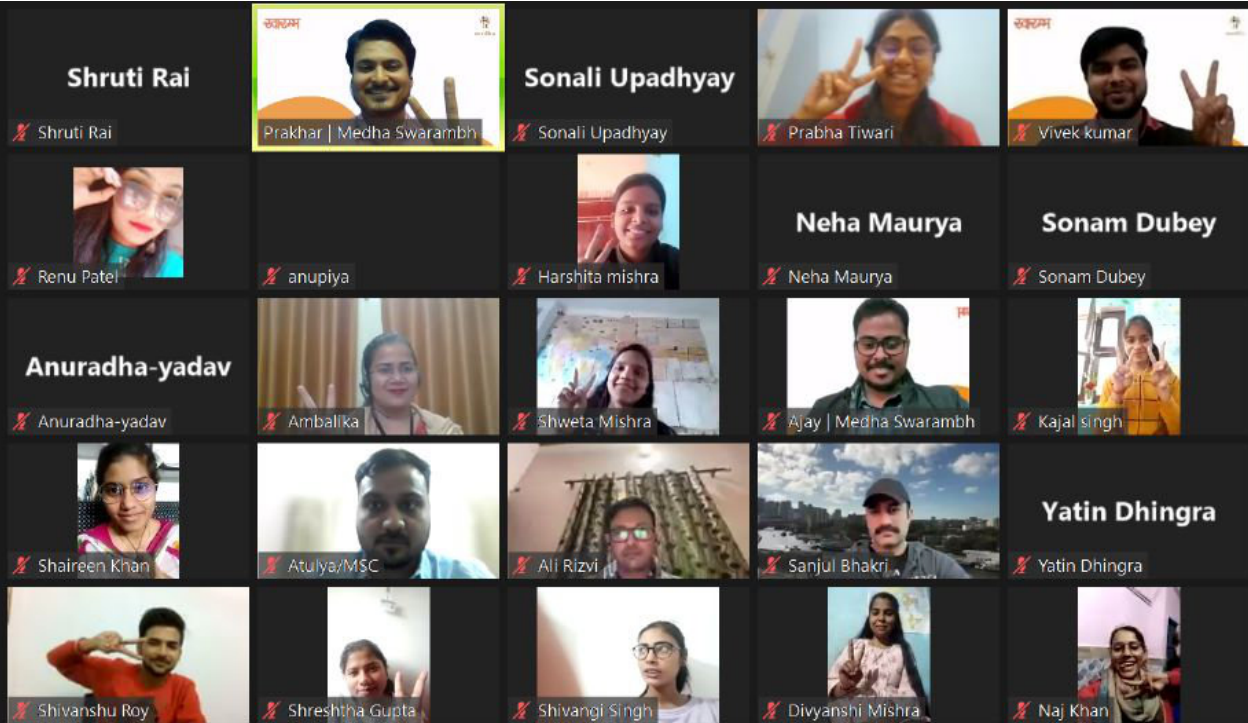 Shruti Rai
Shruti Rai
स्वारम्भ
Prakhar | Medha Swarambh
Sonali Upadhyay
Sonali Upadhyay
Prabha Tiwari
स्वारम्भ
Vivek kumar
Renu Patel
anupiya
Harshita mishra
Neha Maurya
Neha Maurya
Sonam Dubey
Sonam Dubey
Anuradha-yadav
Anuradha-yadav
Ambalika
Shweta Mishra
Ajay | Medha Swarambh
Kajal singh
Shaireen Khan
Atulya/MSC
Ali Rizvi
Sanjul Bhakri
Yatin Dhingra
Yatin Dhingra
Shivanshu Roy
Shreshtha Gupta
Shivangi Singh
Divyanshi Mishra
Naj Khan